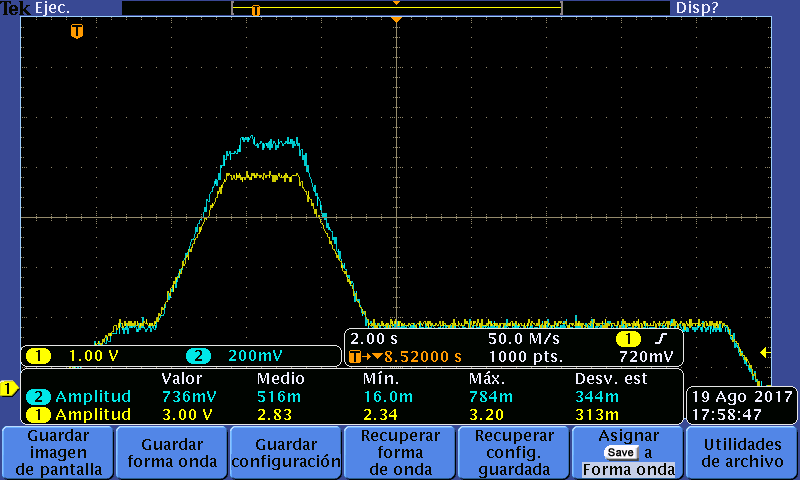 Tek Ejec. T Disp?
T
1 1.00 V 2 200mV
2.00 s 50.0 M/s 1 ƒ
T→▼8.52000 s 1000 pts. 720mV
1
Valor Medio Mín. Máx. Desv. est
2 Amplitud 736mV 516m 16.0m 784m 344m
1 Amplitud 3.00 V 2.83 2.34 3.20 313m
19 Ago 2017
17:58:47
Guardar
imagen
de pantalla
Guardar
forma onda
Guardar
configuración
Recuperar
forma
de onda
Recuperar
config.
guardada
Asignar
Save a
Forma onda
Utilidades
de archivo